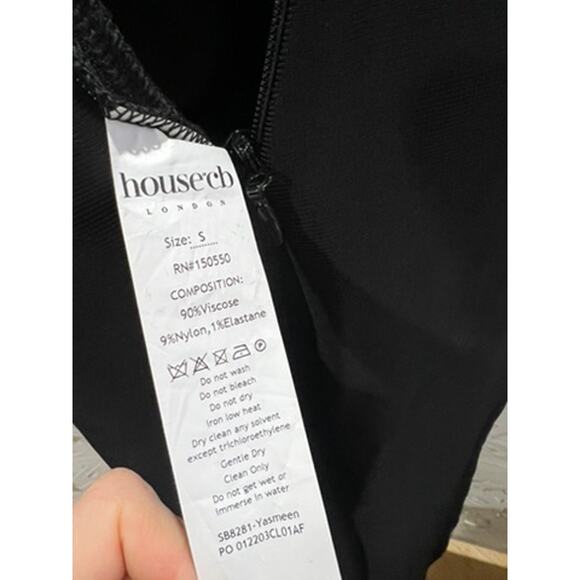 house of cb
LONDON
Size: S
RN#150550
COMPOSITION:
90%Viscose
9%Nylon,1%Elastane
P
Do not wash
Do not bleach
Do not dry
Iron low heat
Dry clean any solvent
except trichloroethylene
Gentle Dry
Clean Only
Do not get wet or
Immerse in water
SB8281-Yasmeen
PO 012203CL01AF